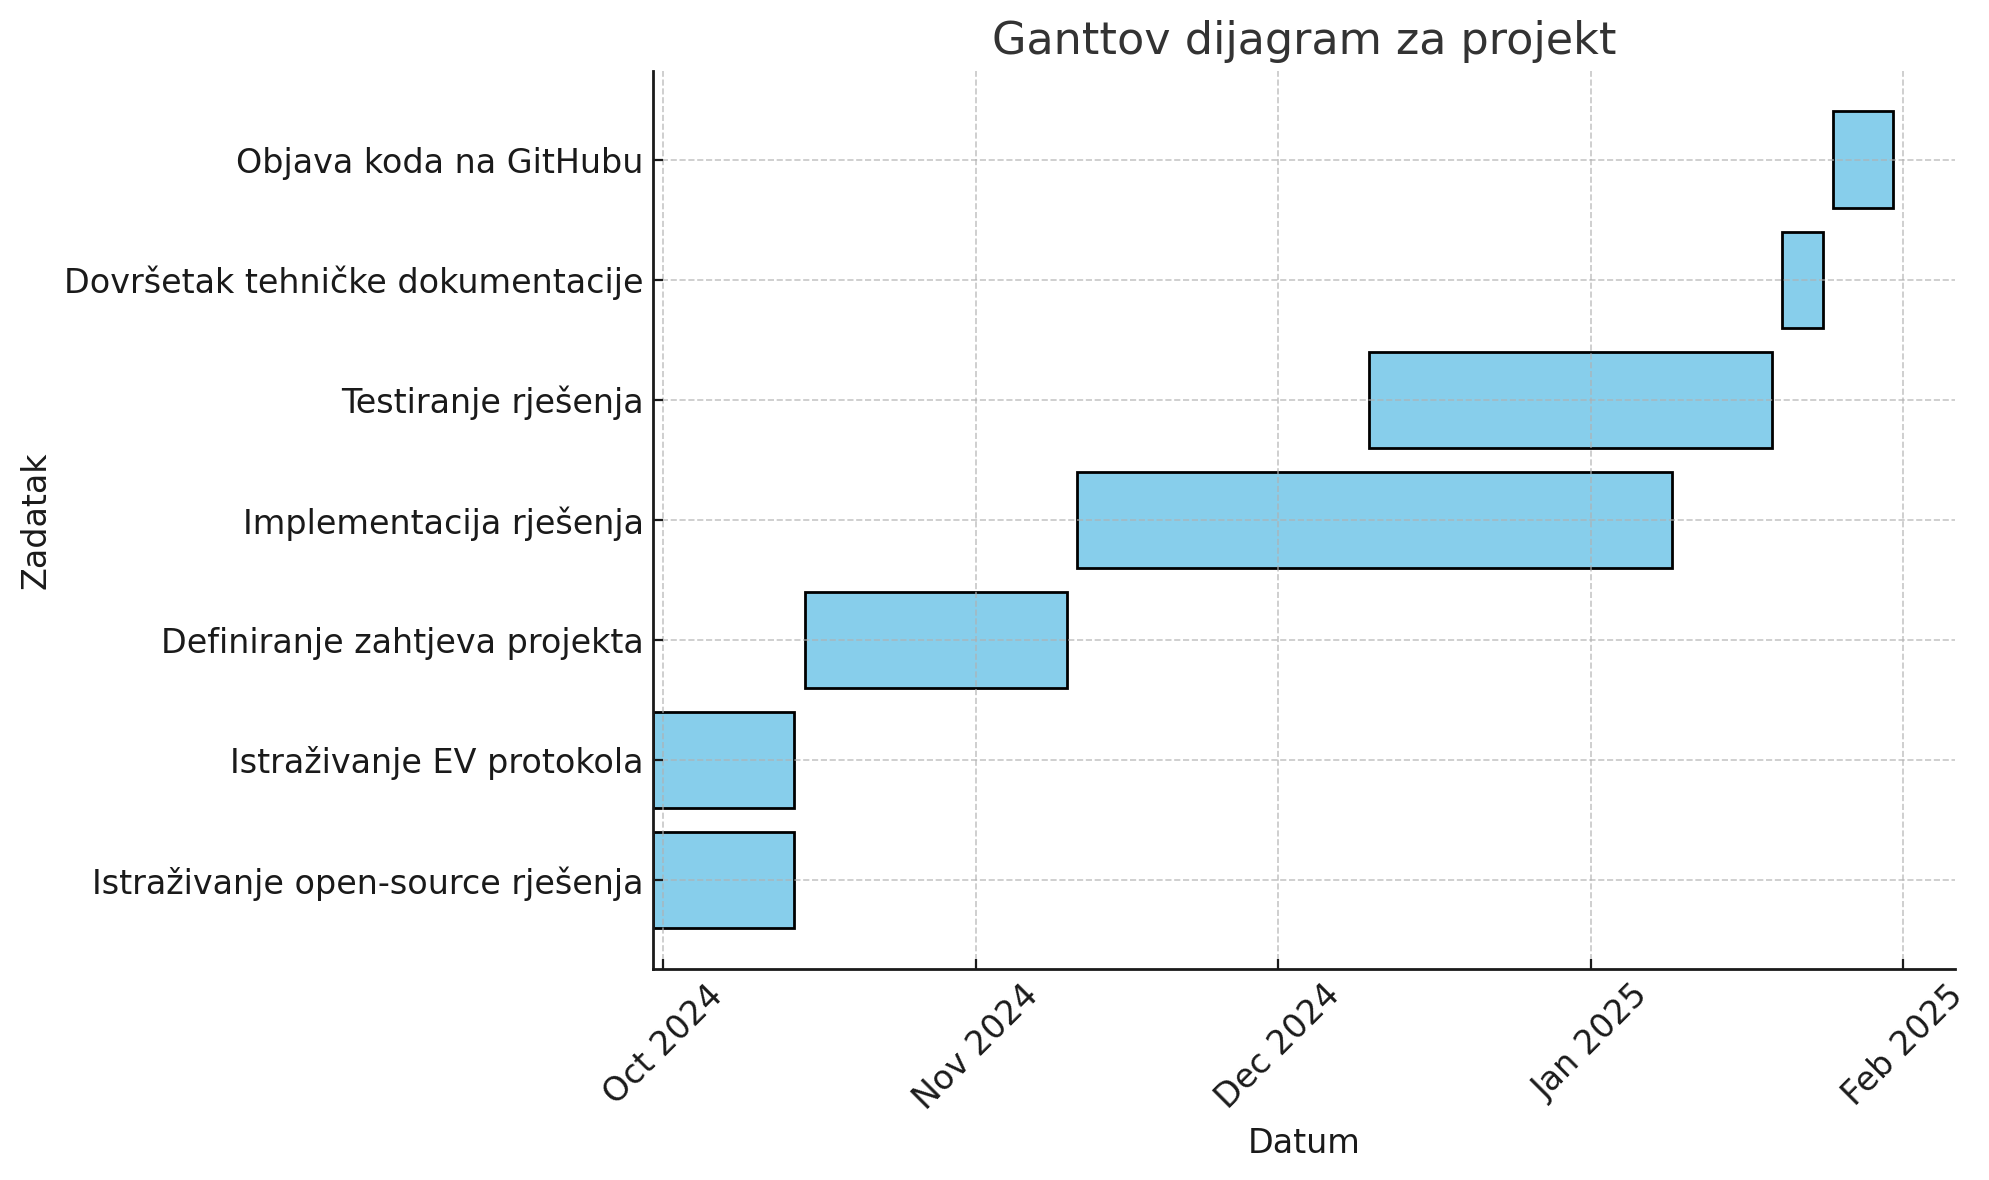 Ganttov dijagram za projekt
Zadatak
Objava koda na GitHubu
Dovršetak tehničke dokumentacije
Testiranje rješenja
Implementacija rješenja
Definiranje zahtjeva projekta
Istraživanje EV protokola
Istraživanje open-source rješenja
Oct 2024
Nov 2024
Dec 2024
Jan 2025
Feb 2025
Datum